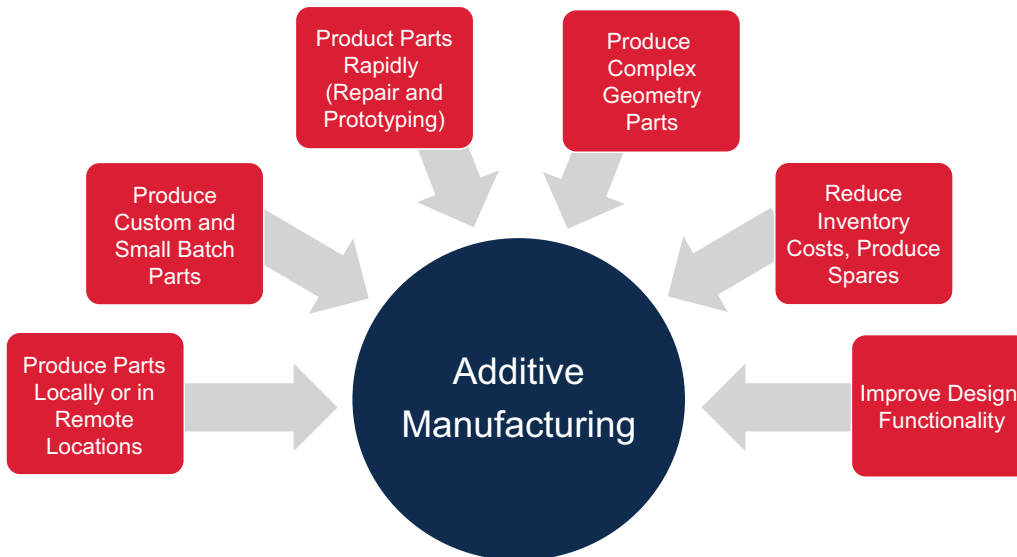 Product Parts
Rapidly
(Repair and
Prototyping)
Produce
Complex
Geometry
Parts
Produce
Custom and
Small Batch
Parts
Reduce
Inventory
Costs, Produce
Spares
Produce Parts
Locally or in
Remote
Locations
Additive
Manufacturing
Improve Design
Functionality